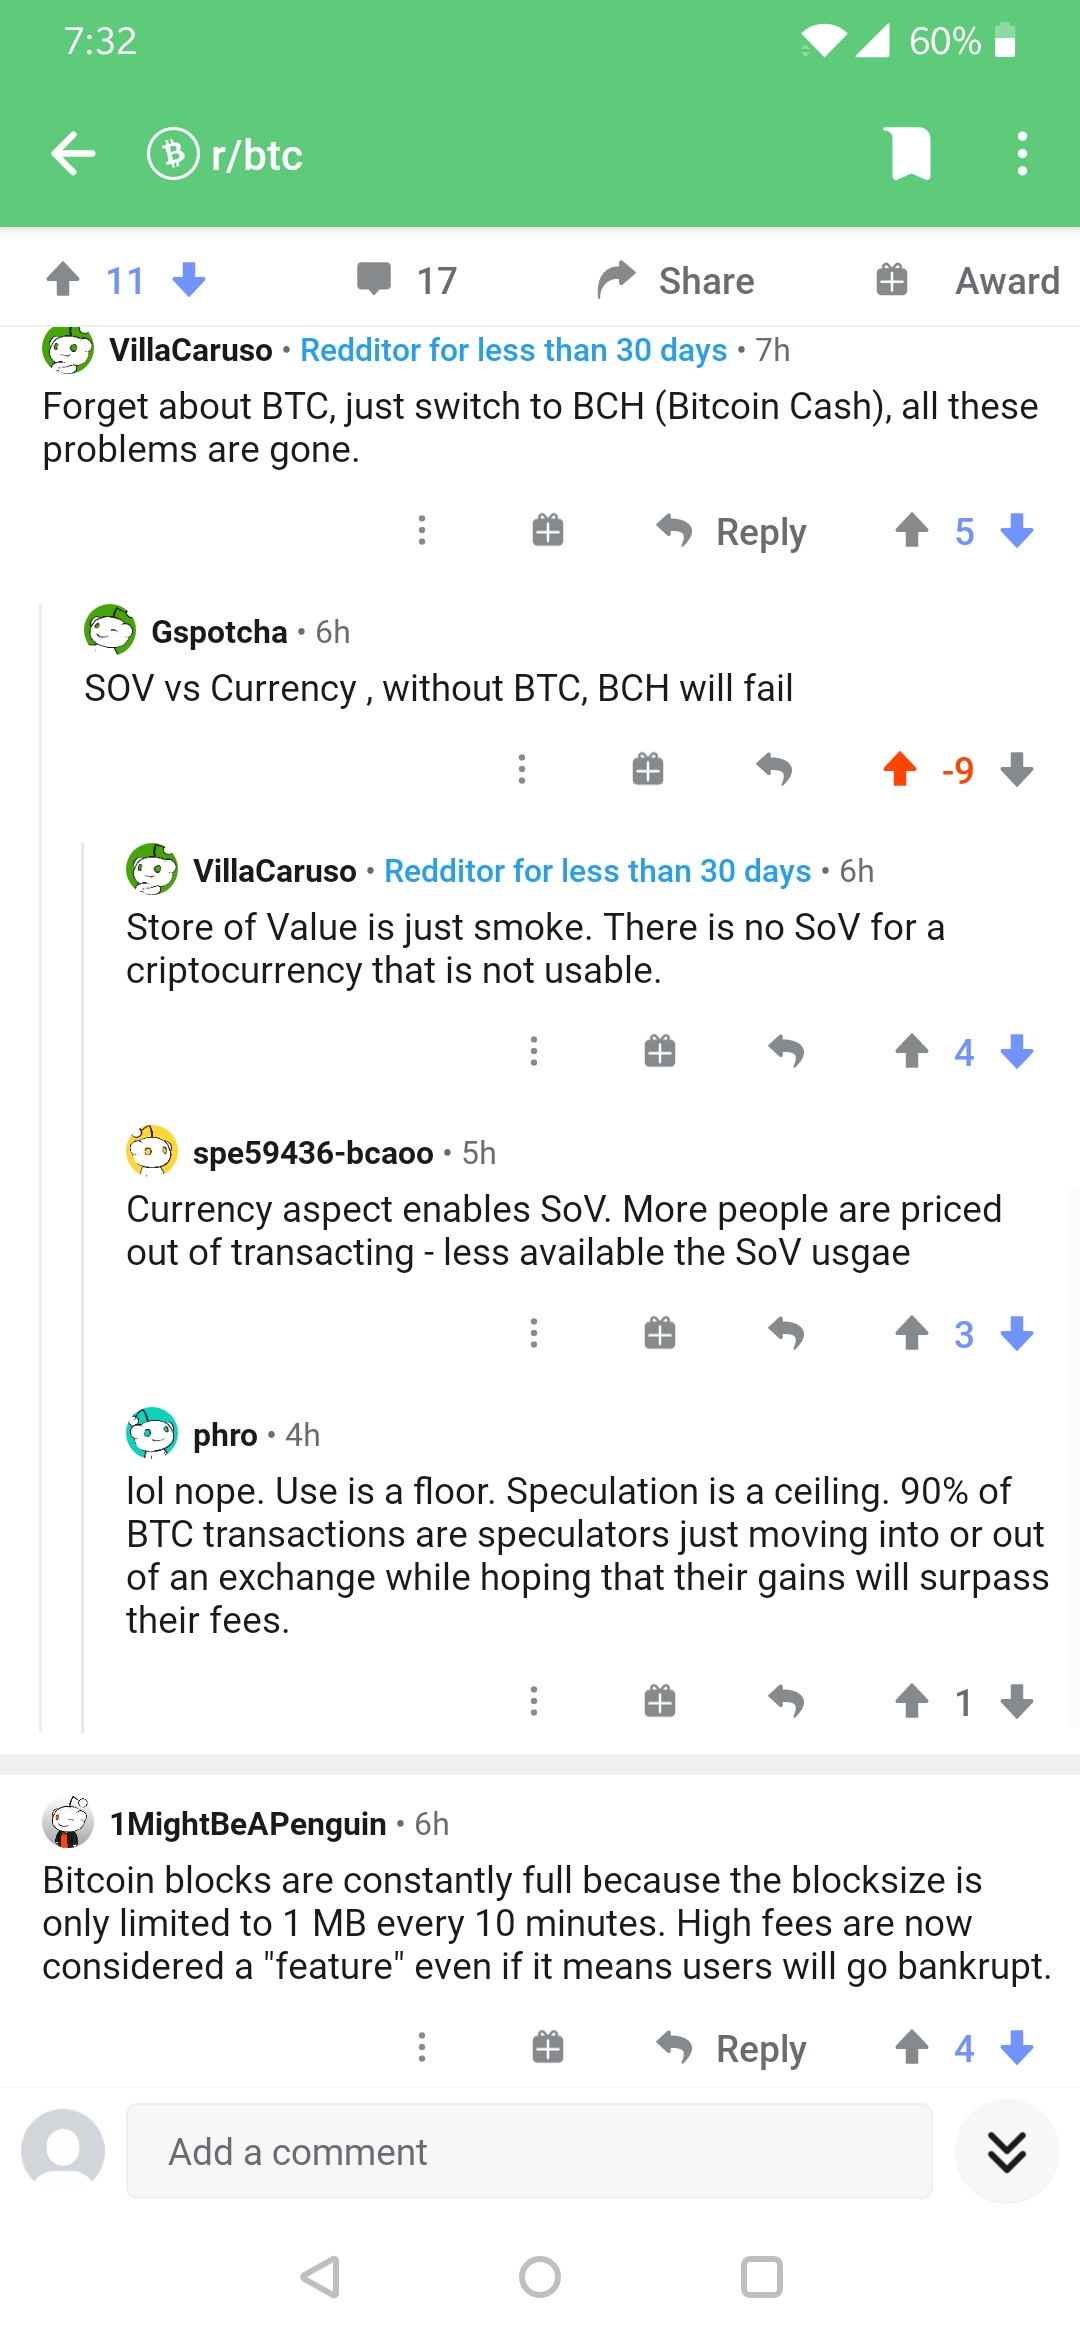 7:32 60%
r/btc
11 17 Share Award
VillaCaruso • Redditor for less than 30 days • 7h
Forget about BTC, just switch to BCH (Bitcoin Cash), all these
problems are gone.
Reply 5
Gspotcha • 6h
SOV vs Currency , without BTC, BCH will fail
-9
VillaCaruso • Redditor for less than 30 days • 6h
Store of Value is just smoke. There is no SoV for a
criptocurrency that is not usable.
4
spe59436-bcaoo • 5h
Currency aspect enables SoV. More people are priced
out of transacting - less available the SoV usgae
3
phro • 4h
lol nope. Use is a floor. Speculation is a ceiling. 90% of
BTC transactions are speculators just moving into or out
of an exchange while hoping that their gains will surpass
their fees.
1
1MightBeAPenguin • 6h
Bitcoin blocks are constantly full because the blocksize is
only limited to 1 MB every 10 minutes. High fees are now
considered a "feature" even if it means users will go bankrupt.
Reply 4
Add a comment